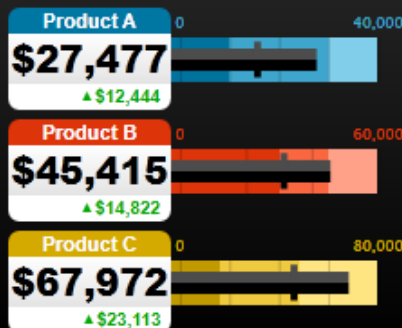 Product A 0 40,000
$27,477
▲$12,444
Product B 0 60,000
$45,415
▲$14,822
Product C 0 80,000
$67,972
▲$23,113